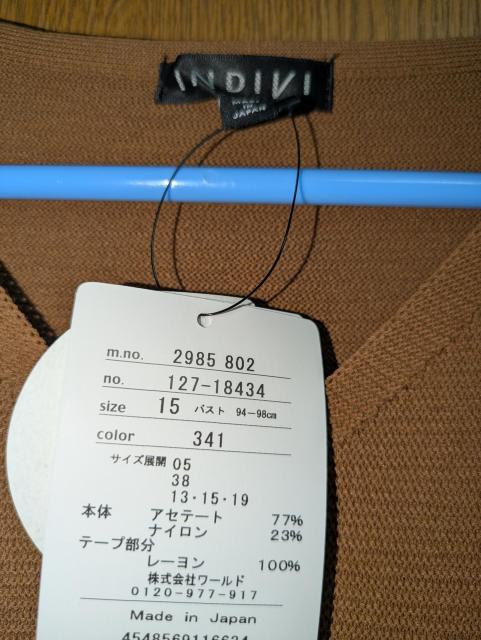 INDIVI
MADE
IN
JAPAN
m.no. 2985 802
no. 127-18434
size 15 バスト 94-98cm
color 341
サイズ展開 05
38
13・15・19
本体 アセテート 77%
ナイロン 23%
テープ部分
レーヨン 100%
株式会社ワールド
0120-977-917
Made in Japan
4548569116634